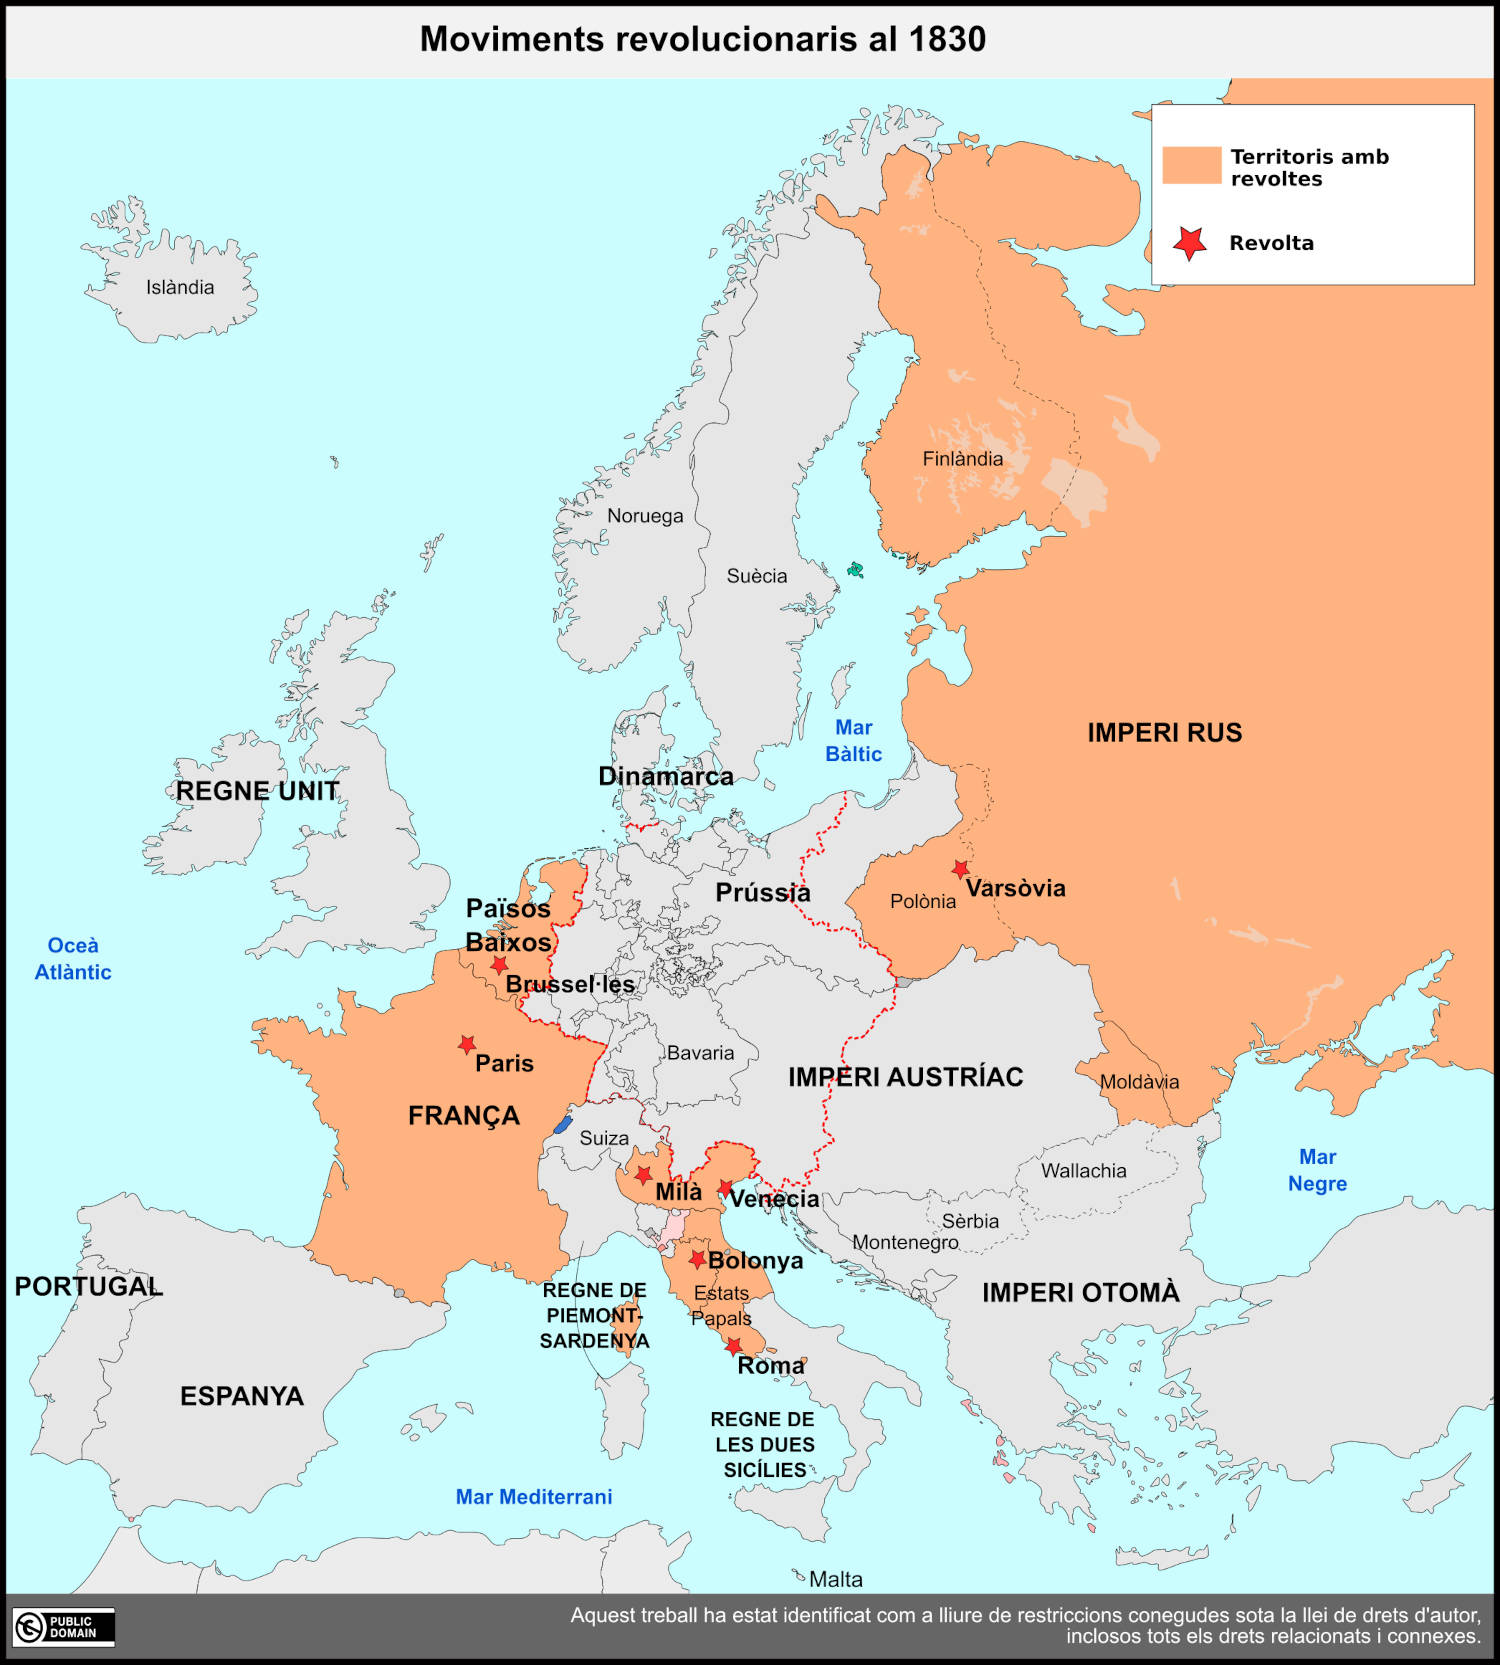 Moviments revolucionaris al 1830
Territoris amb
revoltes
Revolta
Islàndia
Finlàndia
Noruega
Suècia
Mar
Bàltic
IMPERI RUS
REGNE UNIT
Dinamarca
Prússia
Polònia
Varsòvia
Països
Baixos
Oceà
Atlàntic
Brussel·les
Paris
Bavaria
FRANÇA
IMPERI AUSTRÍAC
Moldàvia
Suiza
Mar
Negre
Wallachia
Milà
Venecia
Sèrbia
Montenegro
Bolonya
PORTUGAL
REGNE DE
PIEMONT-
SARDENYA
Estats
Papals
IMPERI OTOMÀ
Roma
ESPANYA
REGNE DE
LES DUES
SICÍLIES
Mar Mediterrani
Malta
PUBLIC
DOMAIN
Aquest treball ha estat identificat com a lliure de restriccions conegudes sota la llei de drets d'autor,
inclosos tots els drets relacionats i connexes.